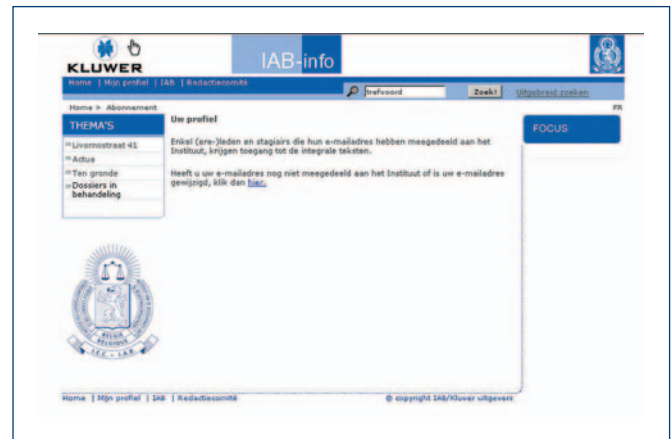 KLUWER
IAB-info
Home | Mijn profiel | IAB | Redactiecomité
trefwoord Zoek! Uitgebreid zoeken
Home > Abonnement
FR
THEMA'S
Livornostraat 41
Actua
Ten gronde
Dossiers in
behandeling
Uw profiel
Enkel (ere-)leden en stagiairs die hun e-mailadres hebben meegedeeld aan het
Instituut, krijgen toegang tot de integrale teksten.
Heeft u uw e-mailadres nog niet meegedeeld aan het Instituut of is uw e-mailadres
gewijzigd, klik dan hier.
FOCUS
BELGIE
BELGIQUE
I.E.C - I.A.B
Home | Mijn profiel | IAB | Redactiecomité
© copyright IAB/Kluwer uitgevers